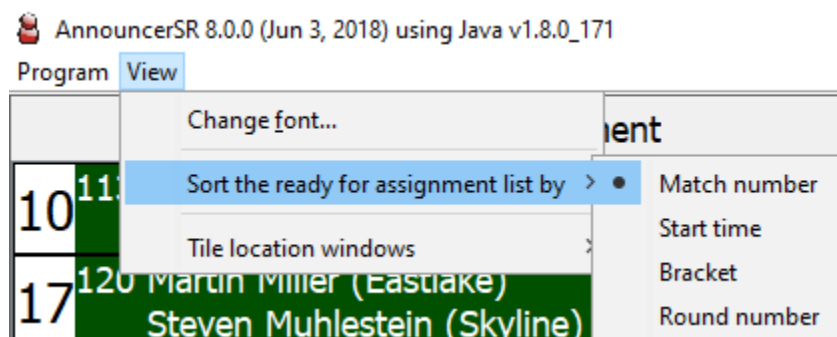 AnnouncerSR 8.0.0 (Jun 3, 2018) using Java v1.8.0_171
Program View
Change font...
Sort the ready for assignment list by
Match number
Start time
Tile location windows
Bracket
Round number
10
17 120 Martin Miller (Eastlake)
Steven Muhlestein (Skyline)